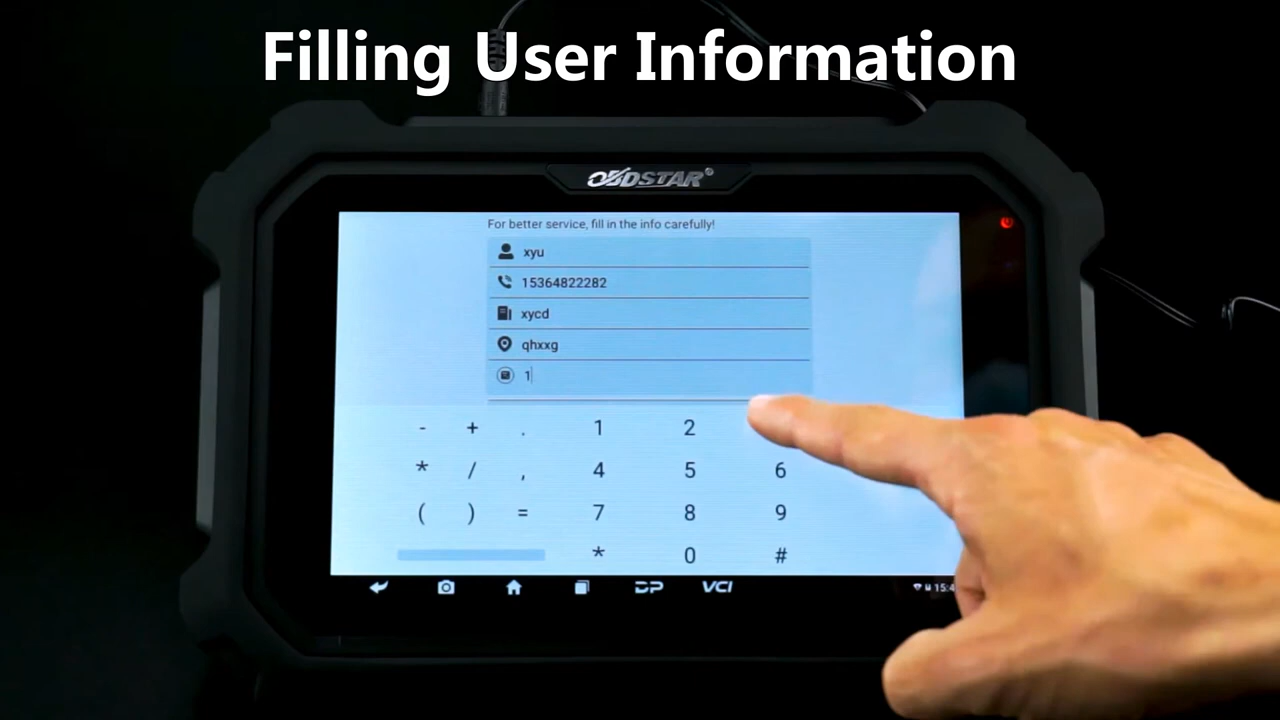 Filling User Information
OBDSTAR®
For better service, fill in the info carefully!
xyu
15364822282
xycd
qhxxg
1
- + . 1 2
* / , 4 5 6
( ) = 7 8 9
* 0 #
DP VCI